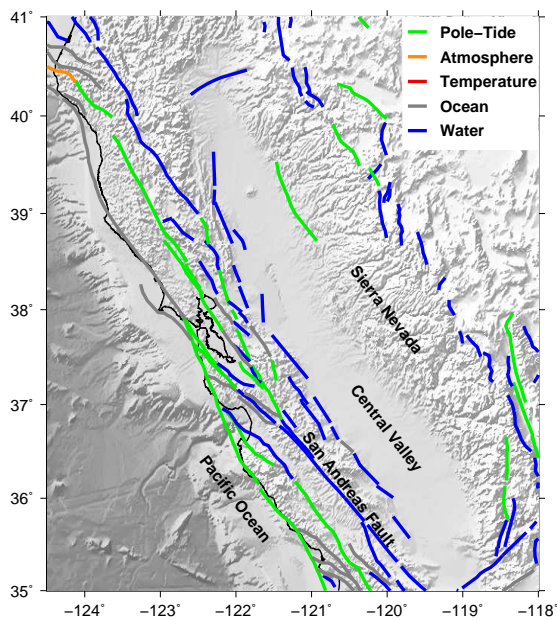 41°
40°
39°
38°
37°
36°
35°
Pole−Tide
Atmosphere
Temperature
Ocean
Water
Sierra Nevada
Central Valley
San Andreas Fault
Pacific Ocean
−124° −123° −122° −121° −120° −119° −118°